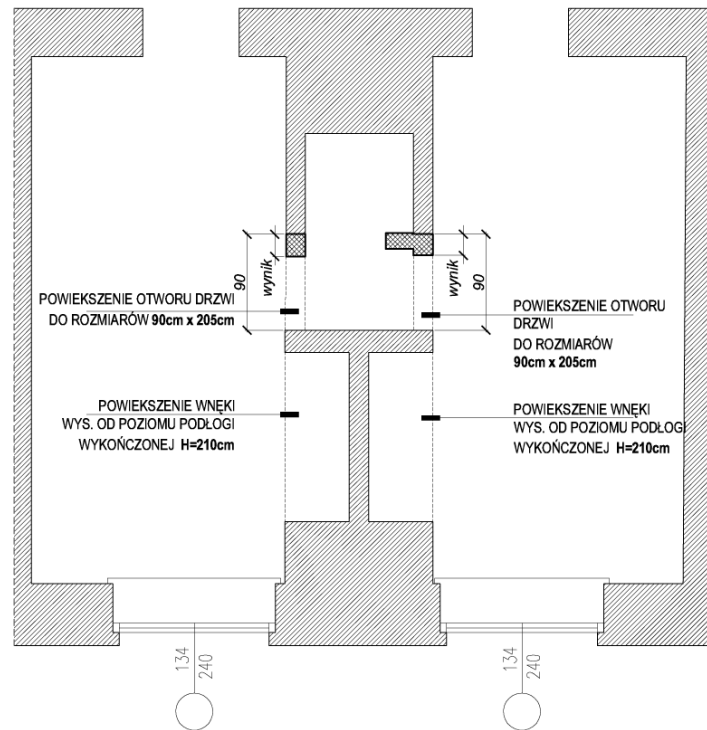 90
wynik
wynik
90
POWIEKSZENIE OTWORU DRZWI
DO ROZMIARÓW 90cm x 205cm
POWIEKSZENIE OTWORU
DRZWI
DO ROZMIARÓW
90cm x 205cm
POWIEKSZENIE WNĘKI
WYS. OD POZIOMU PODŁOGI
WYKOŃCZONEJ H=210cm
POWIEKSZENIE WNĘKI
WYS. OD POZIOMU PODŁOGI
WYKOŃCZONEJ H=210cm
134
240
134
240